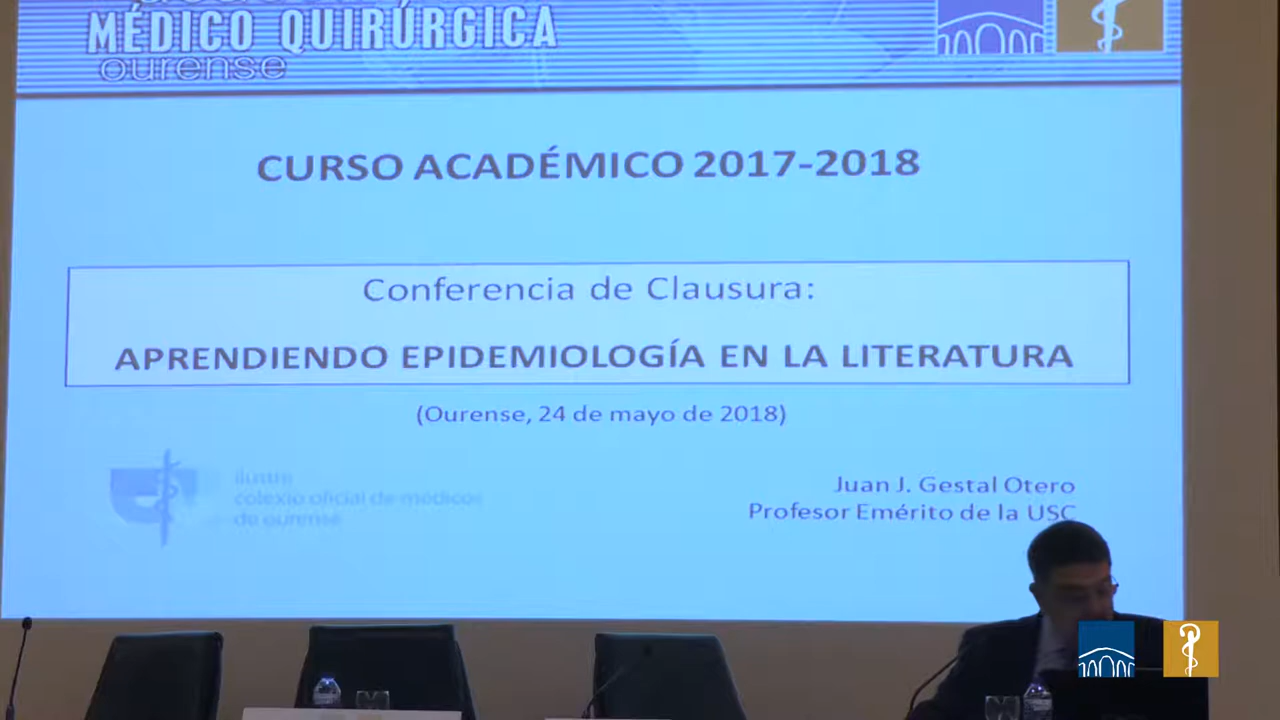 MÉDICO QUIRÚRGICA
ourense
CURSO ACADÉMICO 2017-2018
Conferencia de Clausura:
APRENDIENDO EPIDEMIOLOGÍA EN LA LITERATURA
(Ourense, 24 de mayo de 2018)
ilustre
colexio oficial de médicos
de ourense
Juan J. Gestal Otero
Profesor Emérito de la USC